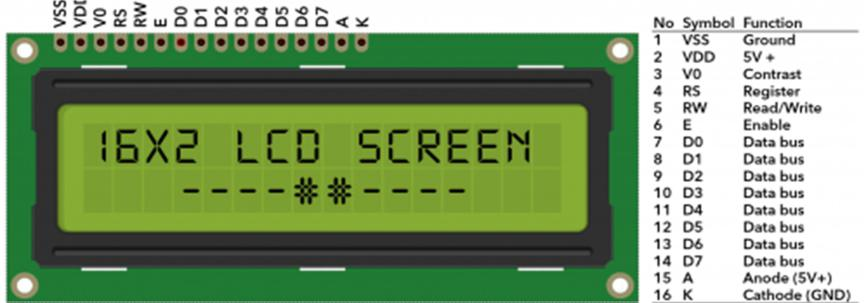 VSS VDD V0 RS RW E D0 D1 D2 D3 D4 D5 D6 D7 A K
16X2 LCD SCREEN
----##----
No Symbol Function
1 VSS Ground
2 VDD 5V +
3 V0 Contrast
4 RS Register
5 RW Read/Write
6 E Enable
7 D0 Data bus
8 D1 Data bus
9 D2 Data bus
10 D3 Data bus
11 D4 Data bus
12 D5 Data bus
13 D6 Data bus
14 D7 Data bus
15 A Anode (5V+)
16 K Cathode (GND)